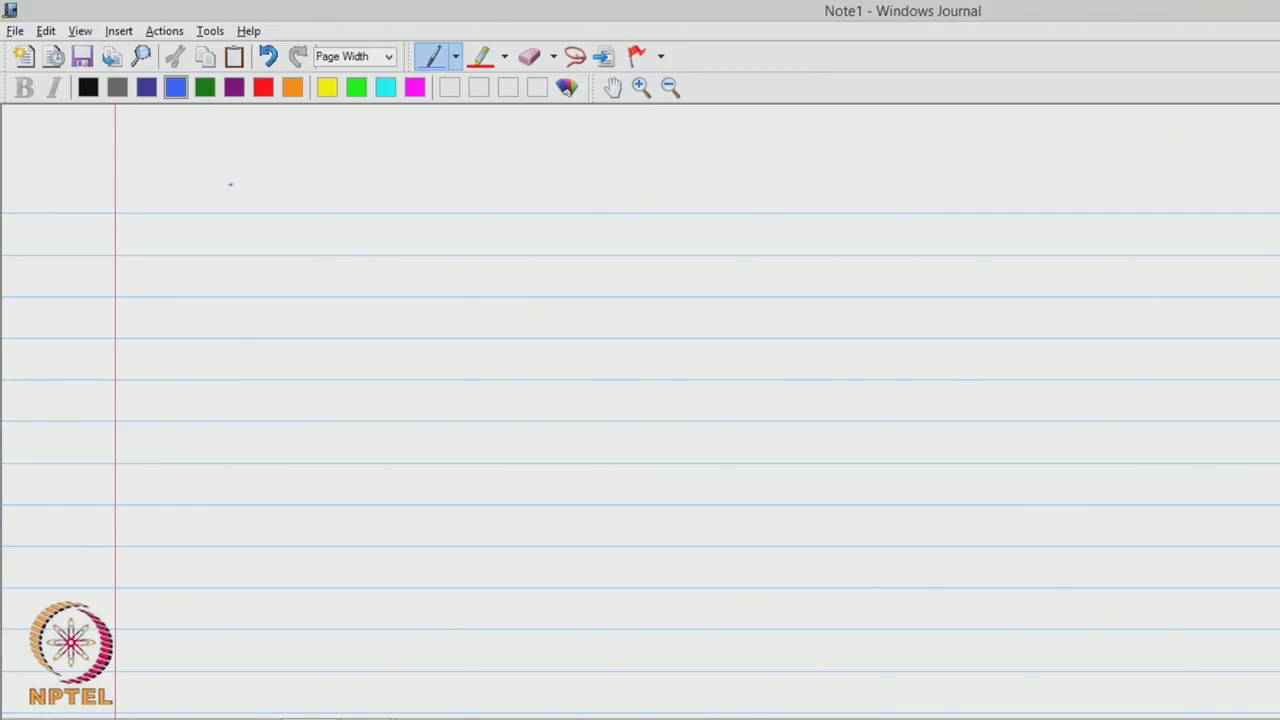 Note1 - Windows Journal
File Edit View Insert Actions Tools Help
Page Width
B I
NPTEL